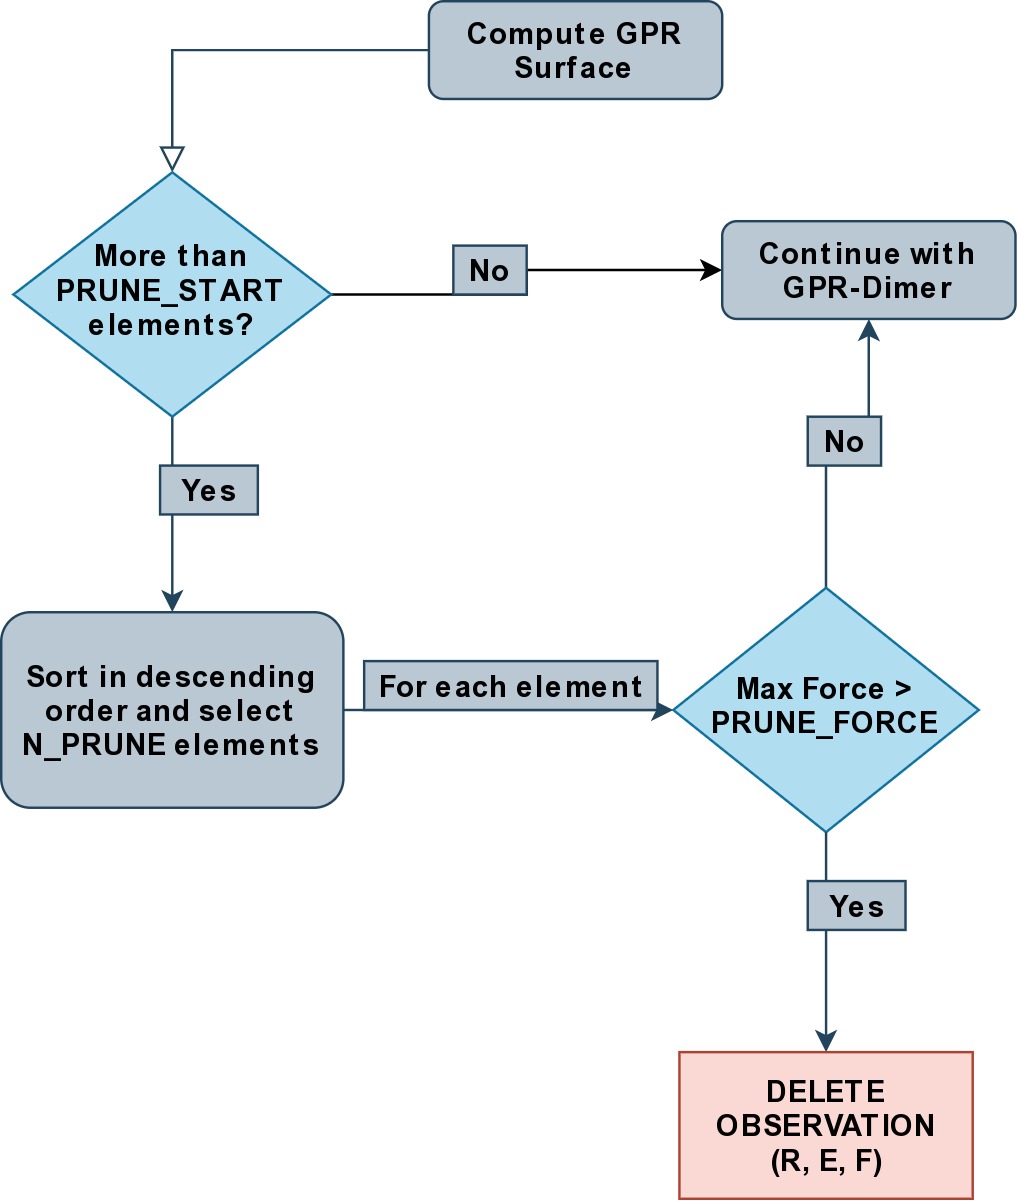 Compute GPR
Surface
More than
PRUNE_START
elements?
No
Continue with
GPR-Dimer
No
Yes
Sort in descending
order and select
N_PRUNE elements
For each element
Max Force >
PRUNE_FORCE
Yes
DELETE
OBSERVATION
(R, E, F)